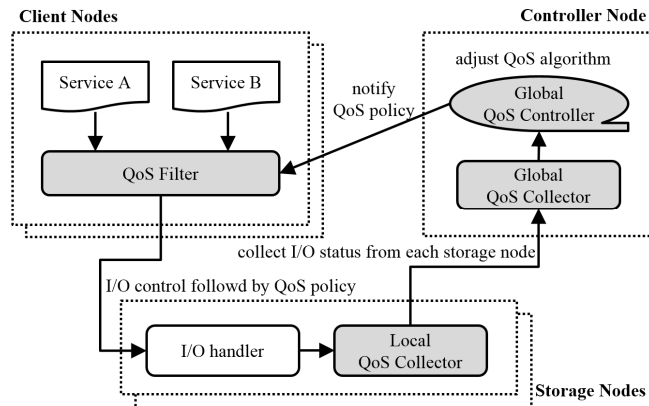 Client Nodes
Controller Node
Service A
Service B
adjust QoS algorithm
notify
QoS policy
Global
QoS Controller
QoS Filter
Global
QoS Collector
collect I/O status from each storage node
I/O control followd by QoS policy
I/O handler
Local
QoS Collector
Storage Nodes